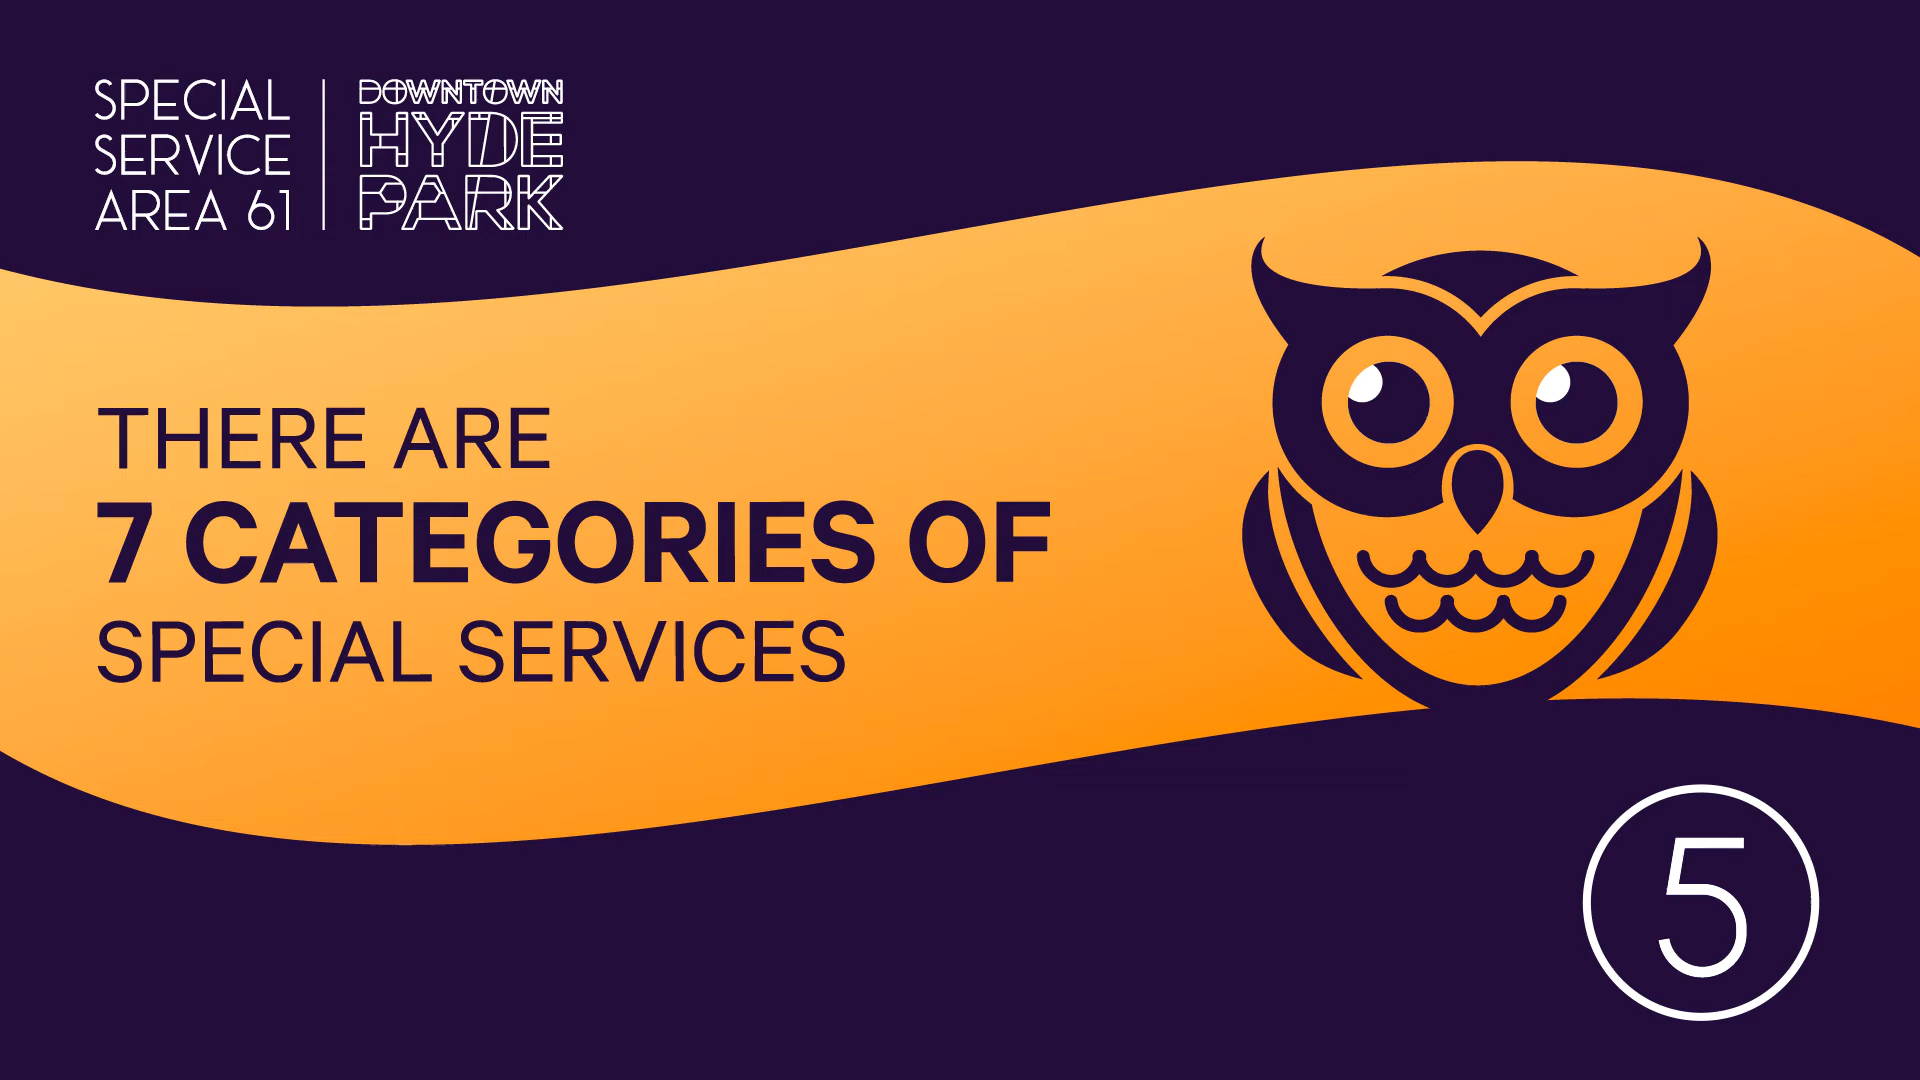 SPECIAL
SERVICE
AREA 61
DOWNTOWN
HYDE
PARK
THERE ARE
7 CATEGORIES OF
SPECIAL SERVICES
5